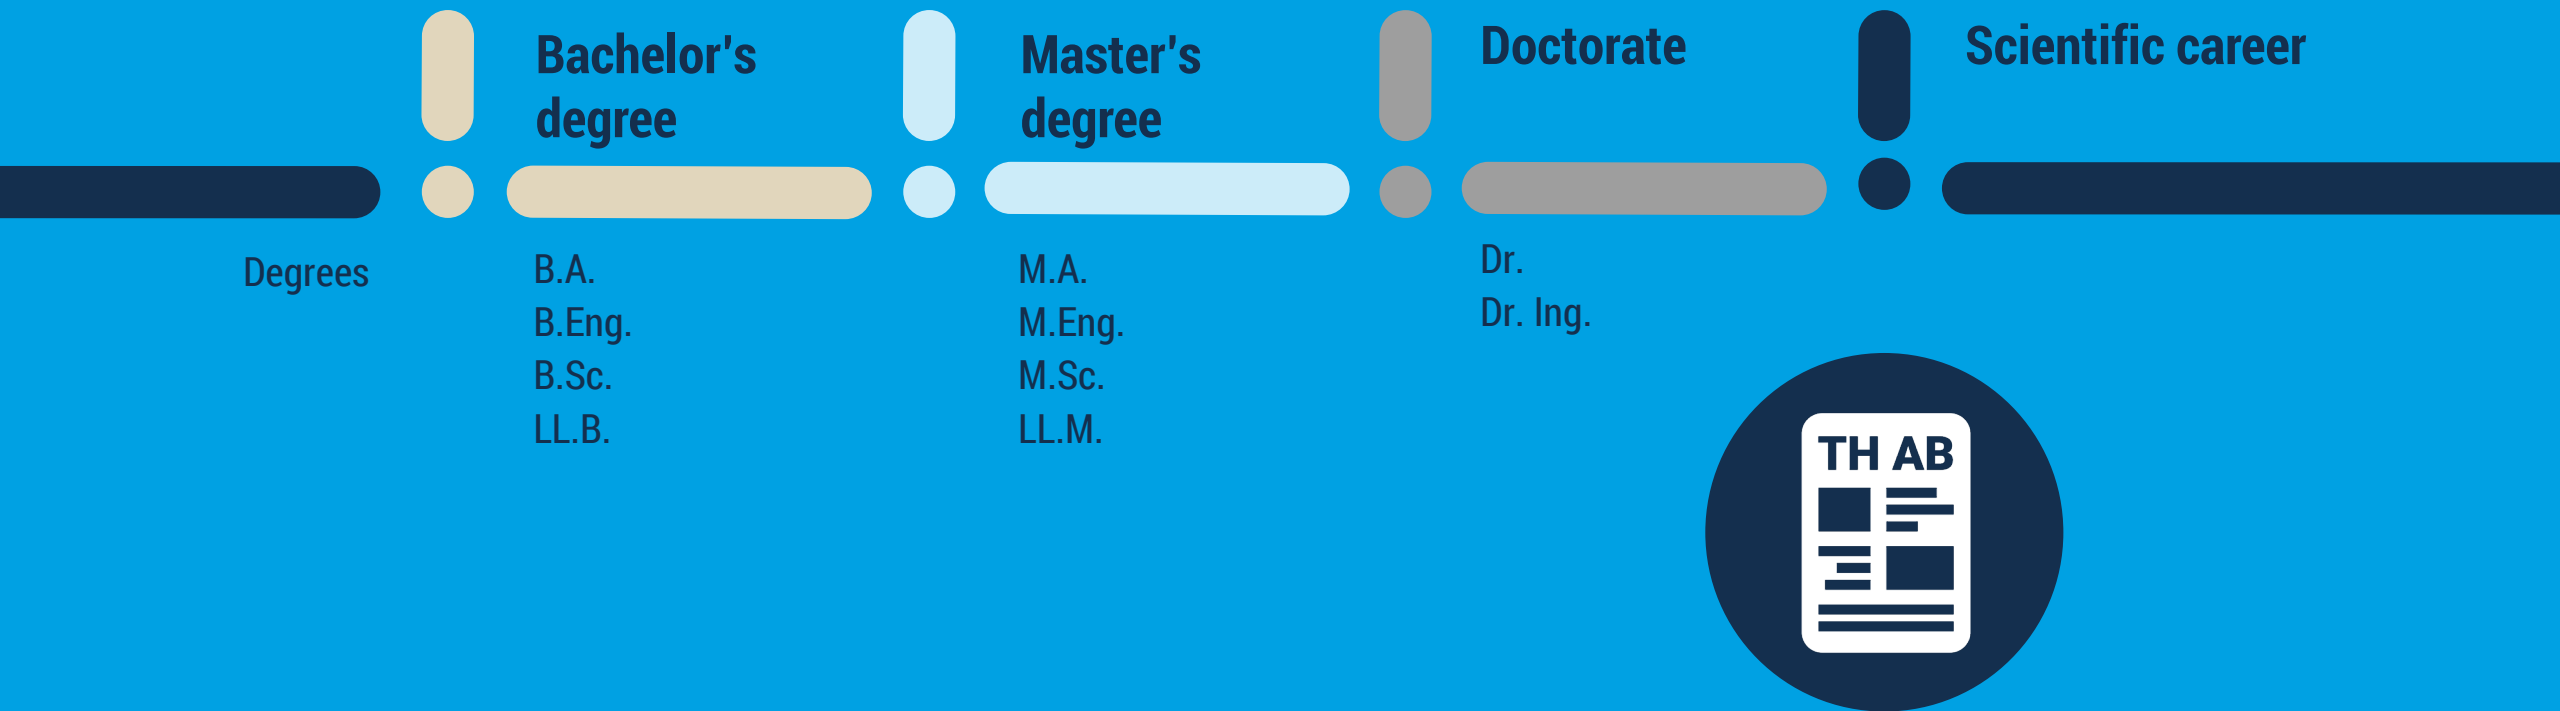 Bachelor's
degree
Master's
degree
Doctorate
Scientific career
Degrees
B.A.
B.Eng.
B.Sc.
LL.B.
M.A.
M.Eng.
M.Sc.
LL.M.
Dr.
Dr. Ing.
TH AB